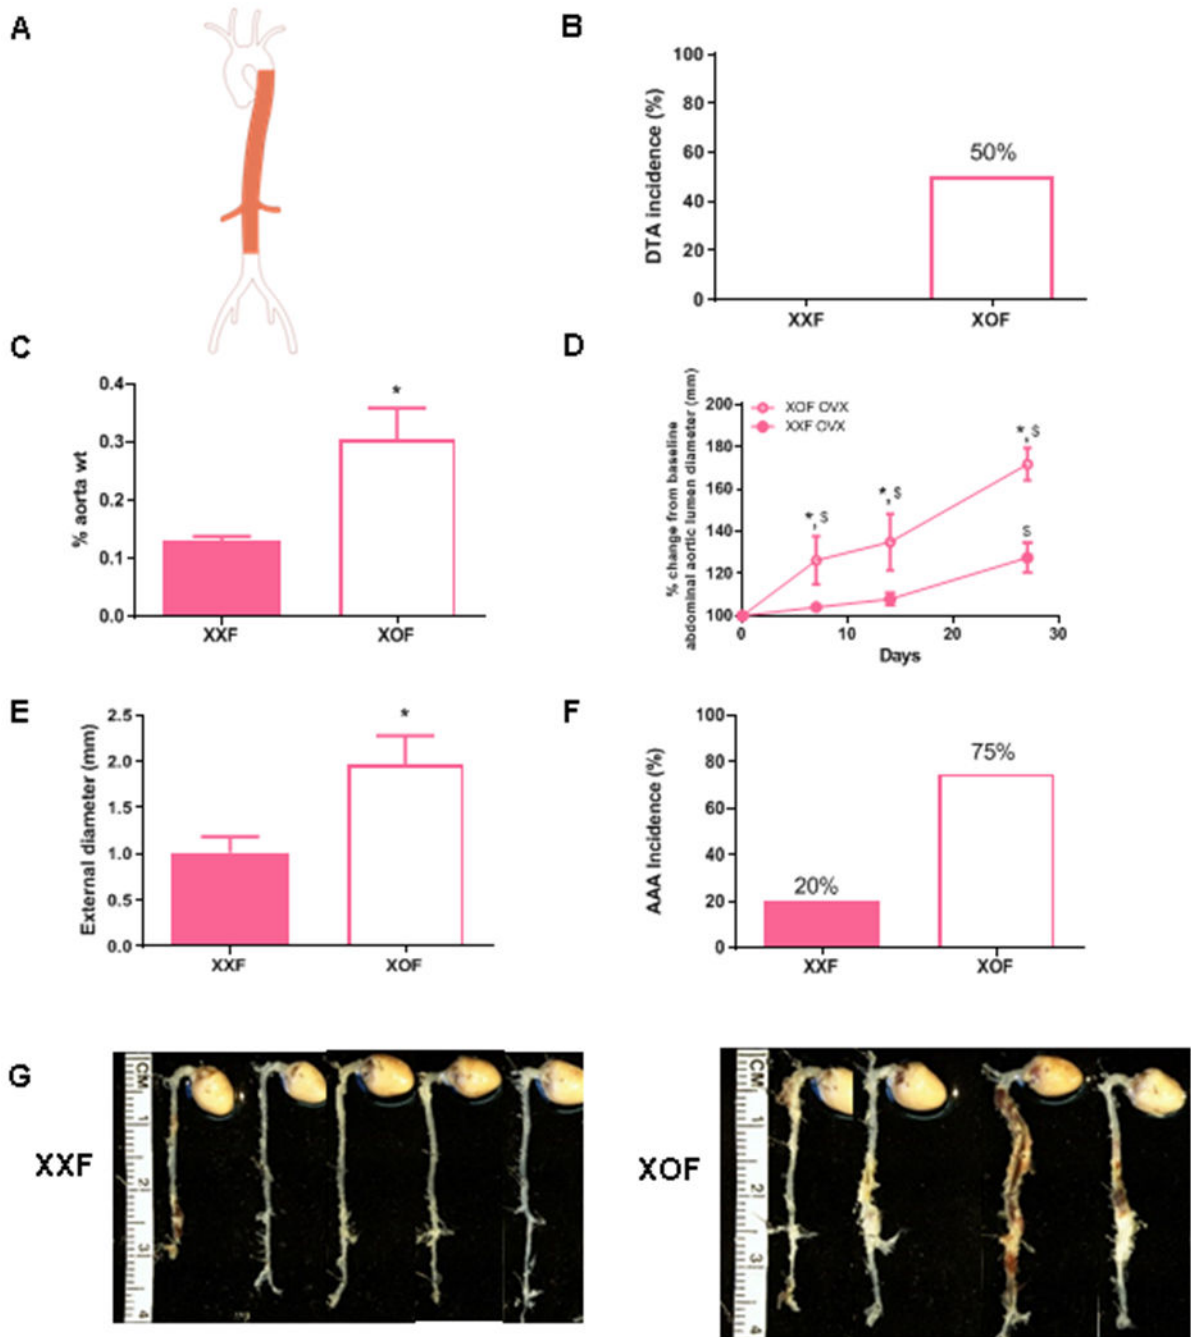 A
B
DTA incidence (%)
100
80
60
40
20
0
50%
XXF
XOF
C
% aorta wt
0.4
0.3
0.2
0.1
0.0
*
XXF
XOF
D
% change from baseline
abdominal aortic lumen diameter (mm)
200
180
160
140
120
100
XOF OVX
XXF OVX
*,$
*,$
*,$
$
0
10
20
30
Days
E
External diameter (mm)
2.5
2.0
1.5
1.0
0.5
0.0
*
XXF
XOF
F
AAA Incidence (%)
100
80
60
40
20
0
20%
75%
XXF
XOF
G
XXF
CM
1
2
3
4
XOF
CM
1
2
3
4